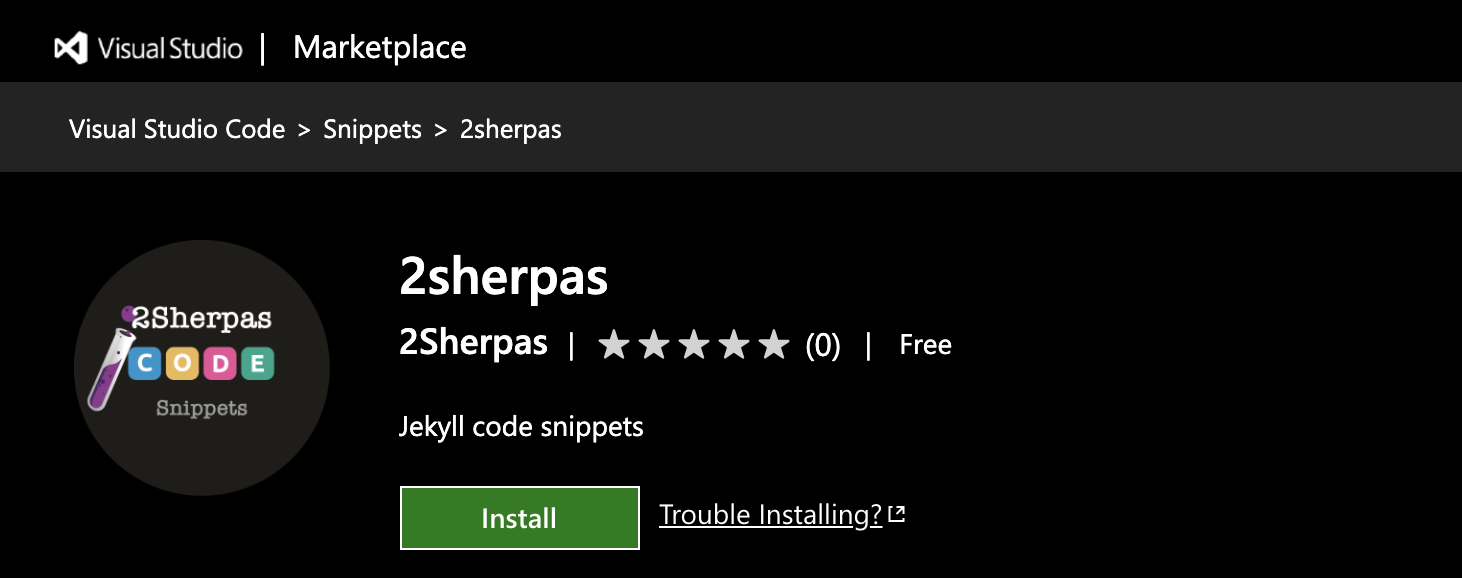 Visual Studio | Marketplace
Visual Studio Code > Snippets > 2sherpas
2Sherpas
CODE
Snippets
2sherpas
2Sherpas | ★★★★★ (0) | Free
Jekyll code snippets
Install
Trouble Installing?